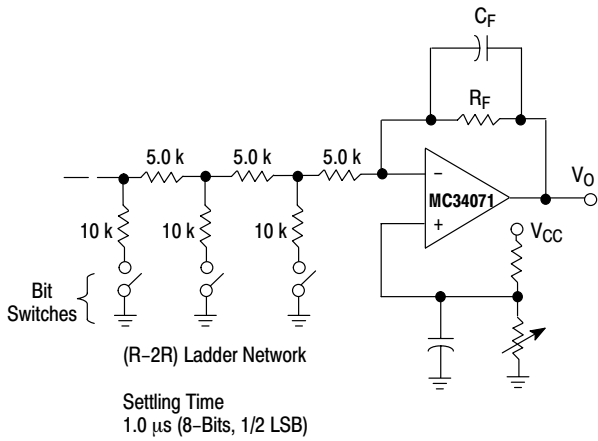 C_F
R_F
5.0 k 5.0 k 5.0 k
−
MC34071
+
V_O
V_CC
10 k 10 k 10 k
Bit
Switches
(R−2R) Ladder Network
Settling Time
1.0 μs (8−Bits, 1/2 LSB)